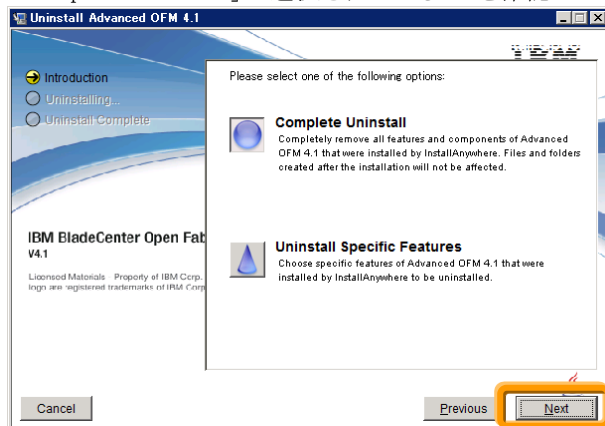 Uninstall Advanced OFM 4.1
IBM
Introduction
Uninstalling...
Uninstall Complete
Please select one of the following options:
Complete Uninstall
Completely remove all features and components of Advanced
OFM 4.1 that were installed by InstallAnywhere. Files and folders
created after the installation will not be affected.
Uninstall Specific Features
Choose specific features of Advanced OFM 4.1 that were
installed by InstallAnywhere to be uninstalled.
IBM BladeCenter Open Fab
V4.1
Licensed Materials - Property of IBM Corp.
logo are registered trademarks of IBM Corp
Cancel
Previous
Next